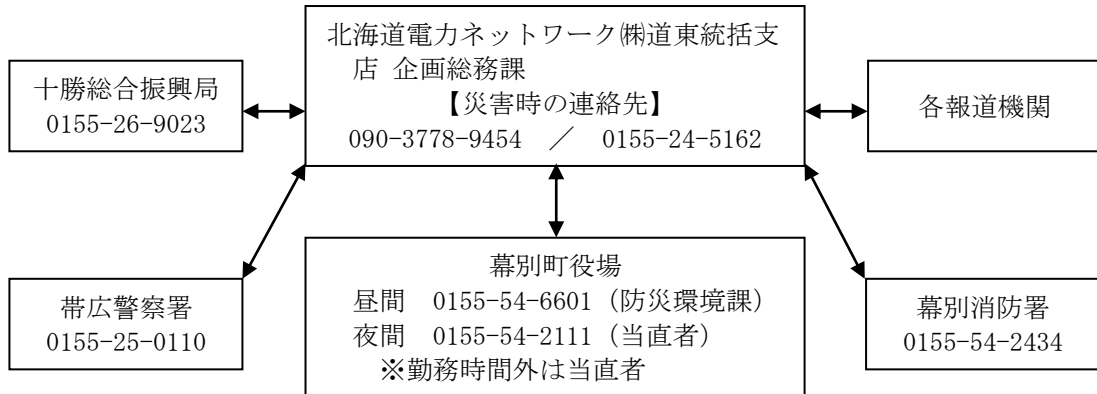 北海道電力ネットワーク㈱道東統括支
店 企画総務課
【災害時の連絡先】
090-3778-9454 ／ 0155-24-5162
十勝総合振興局
0155-26-9023
各報道機関
帯広警察署
0155-25-0110
幕別町役場
昼間 0155-54-6601（防災環境課）
夜間 0155-54-2111（当直者）
※勤務時間外は当直者
幕別消防署
0155-54-2434